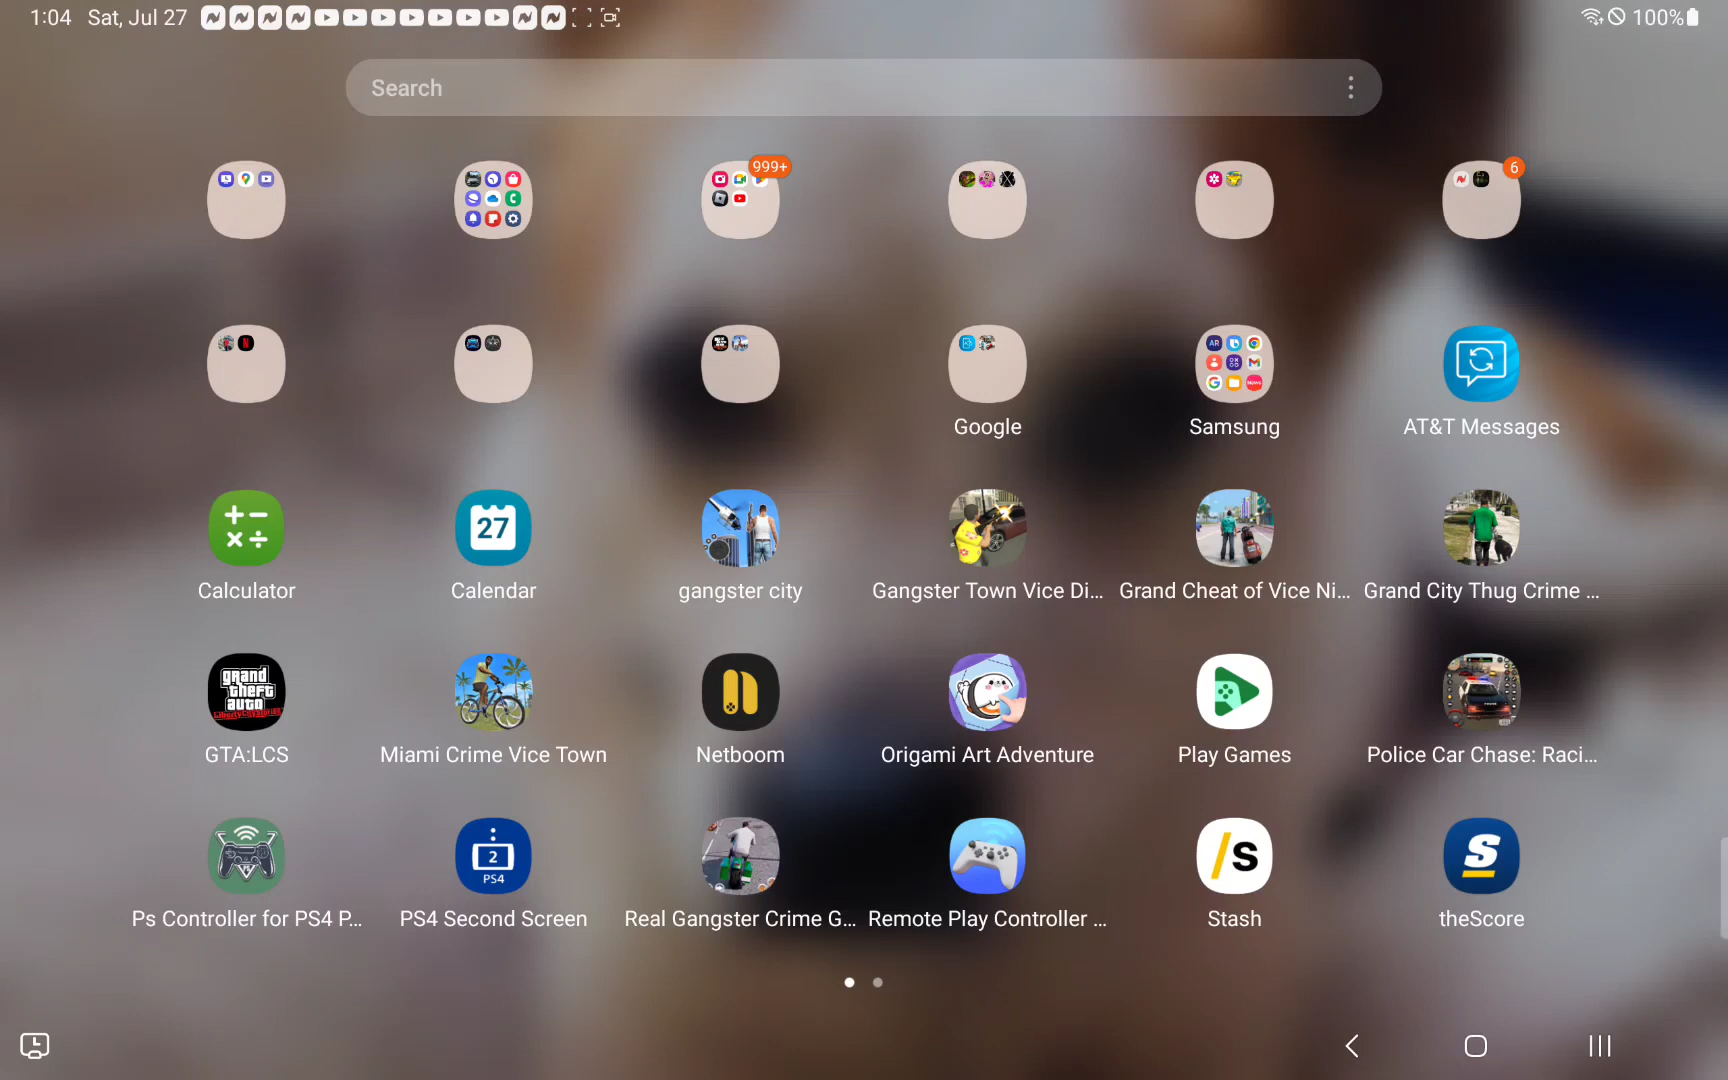 1:04 Sat, Jul 27 100%
Search
999+ 6
Google Samsung AT&T Messages
27
Calculator Calendar gangster city Gangster Town Vice Di... Grand Cheat of Vice Ni... Grand City Thug Crime ...
grand
theft
auto
LibertyCityStories
GTA:LCS Miami Crime Vice Town Netboom Origami Art Adventure Play Games Police Car Chase: Raci...
2
PS4
/s S
Ps Controller for PS4 P... PS4 Second Screen Real Gangster Crime G... Remote Play Controller ... Stash theScore